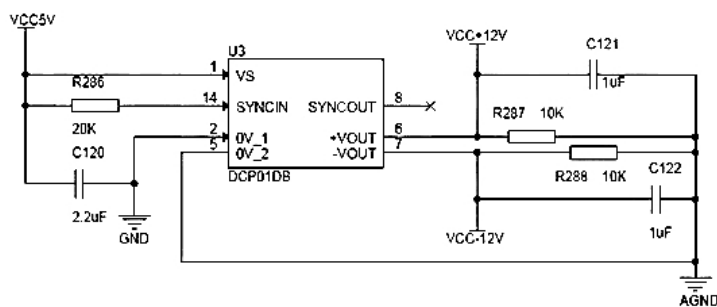 VCC5V
U3
VCC+12V
C121
1uF
1
VS
R286
20K
14
SYNCIN
SYNCOUT
8
R287 10K
2
0V_1
+VOUT
6
5
0V_2
-VOUT
7
C120
2.2uF
DCP01DB
R288 10K
C122
1uF
GND
VCC-12V
AGND